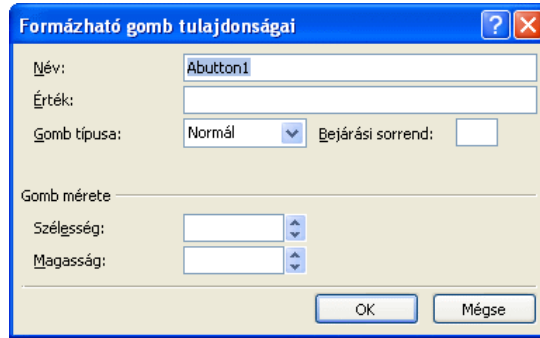 Formázható gomb tulajdonságai
Név: Abutton1
Érték:
Gomb típusa: Normál Bejárási sorrend:
Gomb mérete
Szélesség:
Magasság:
OK Mégse